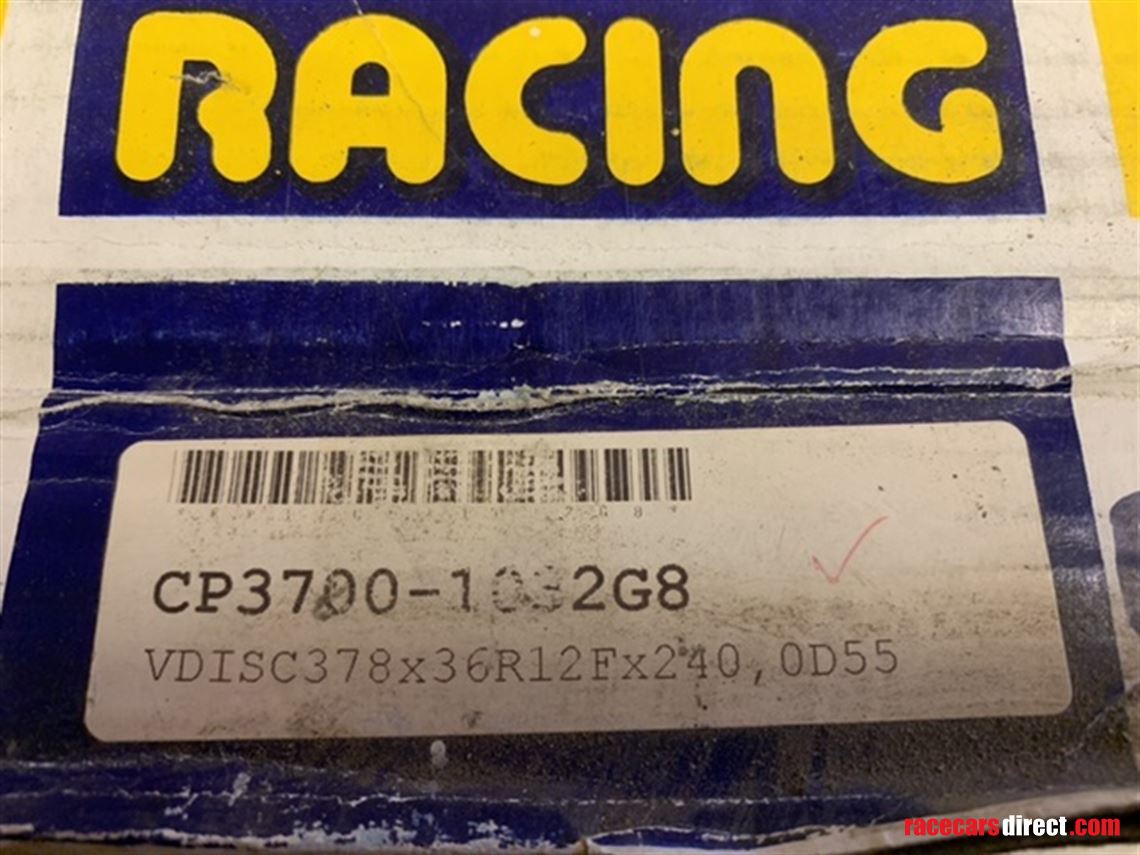 RACING
CP3700-1032G8
VDISC378x36R12Fx240,0D55
racecarsdirect.com